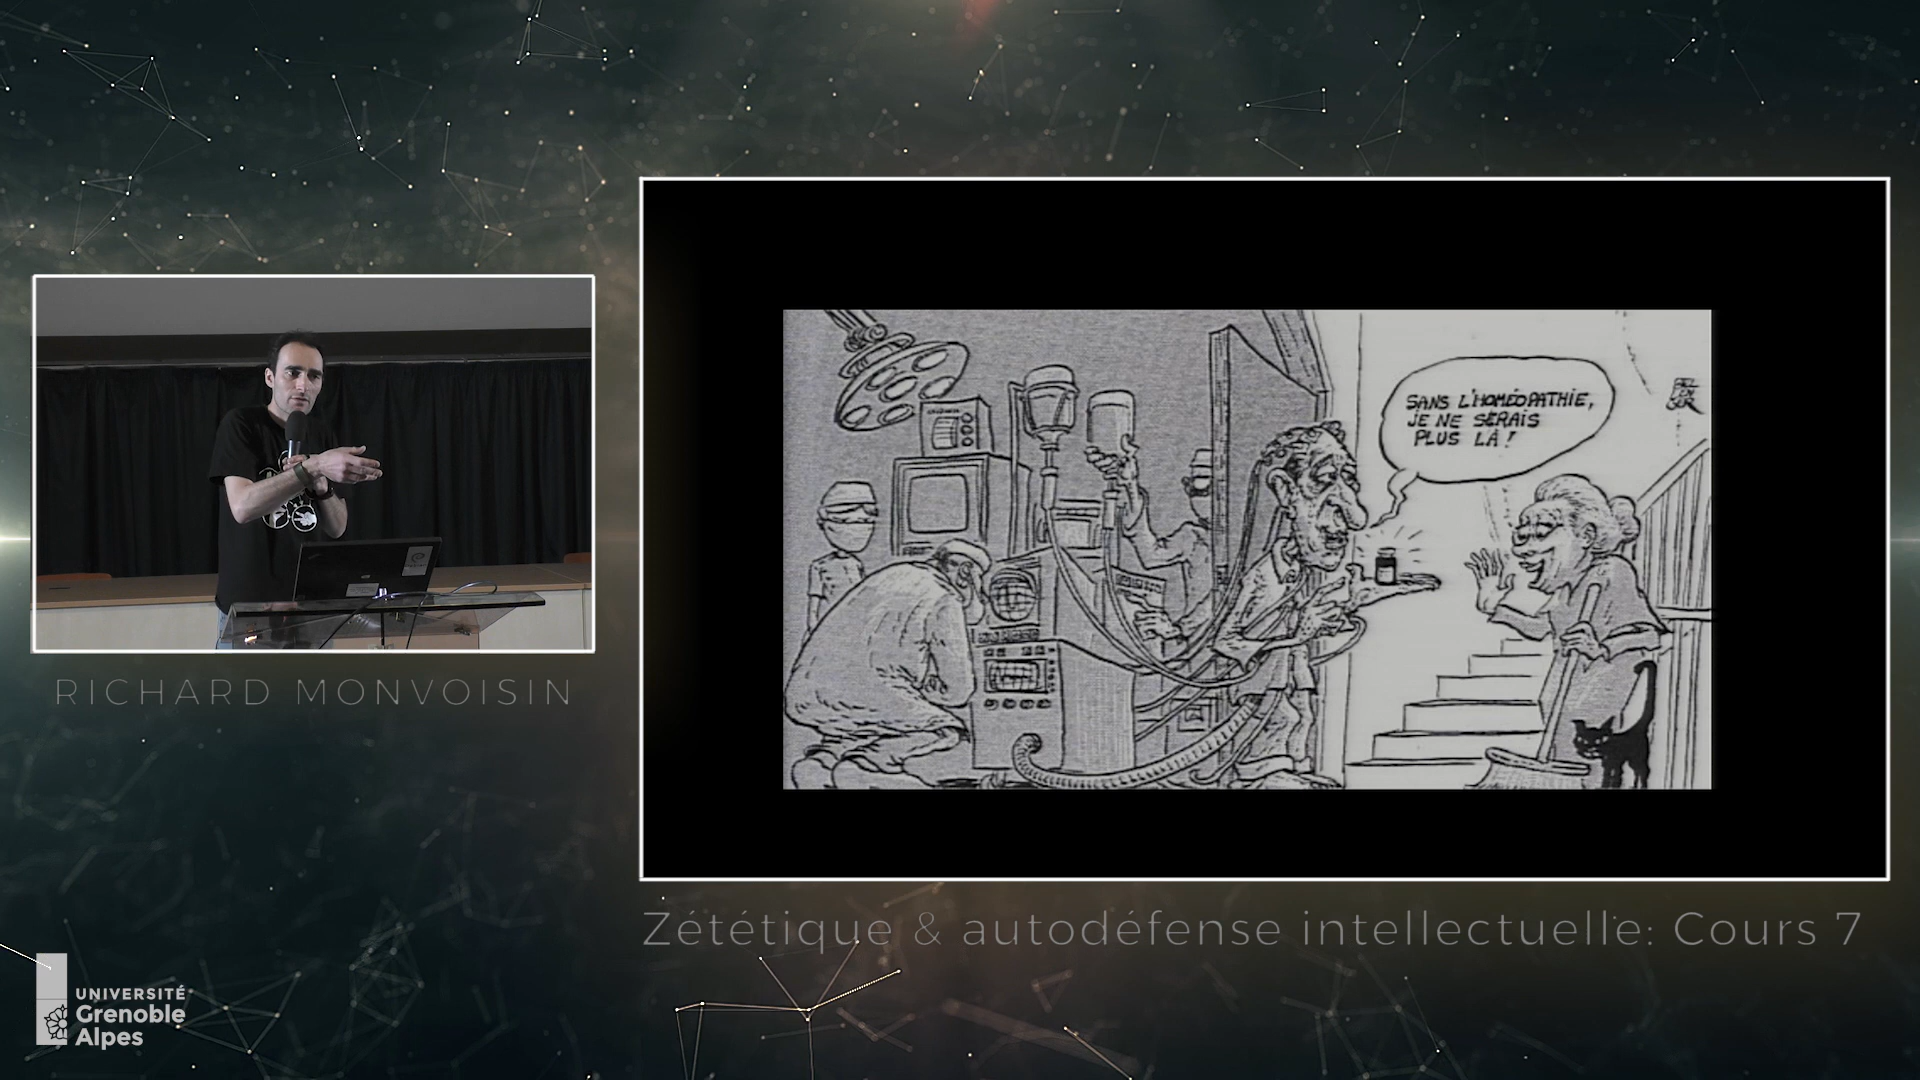 SANS L'HOMÉOPATHIE,
JE NE SERAIS
PLUS LÀ !
RICHARD MONVOISIN
Zététique & autodéfense intellectuelle: Cours 7
UNIVERSITÉ
Grenoble
Alpes